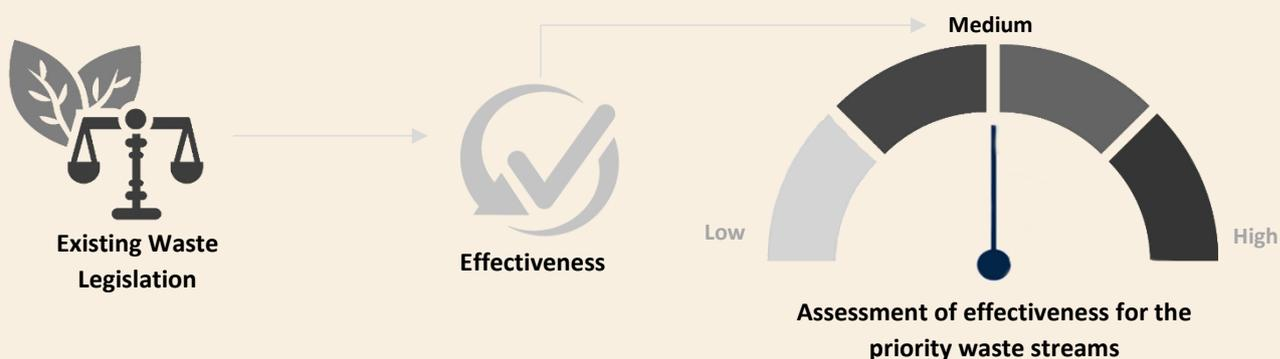 Medium
Low
High
Existing Waste
Legislation
Effectiveness
Assessment of effectiveness for the
priority waste streams